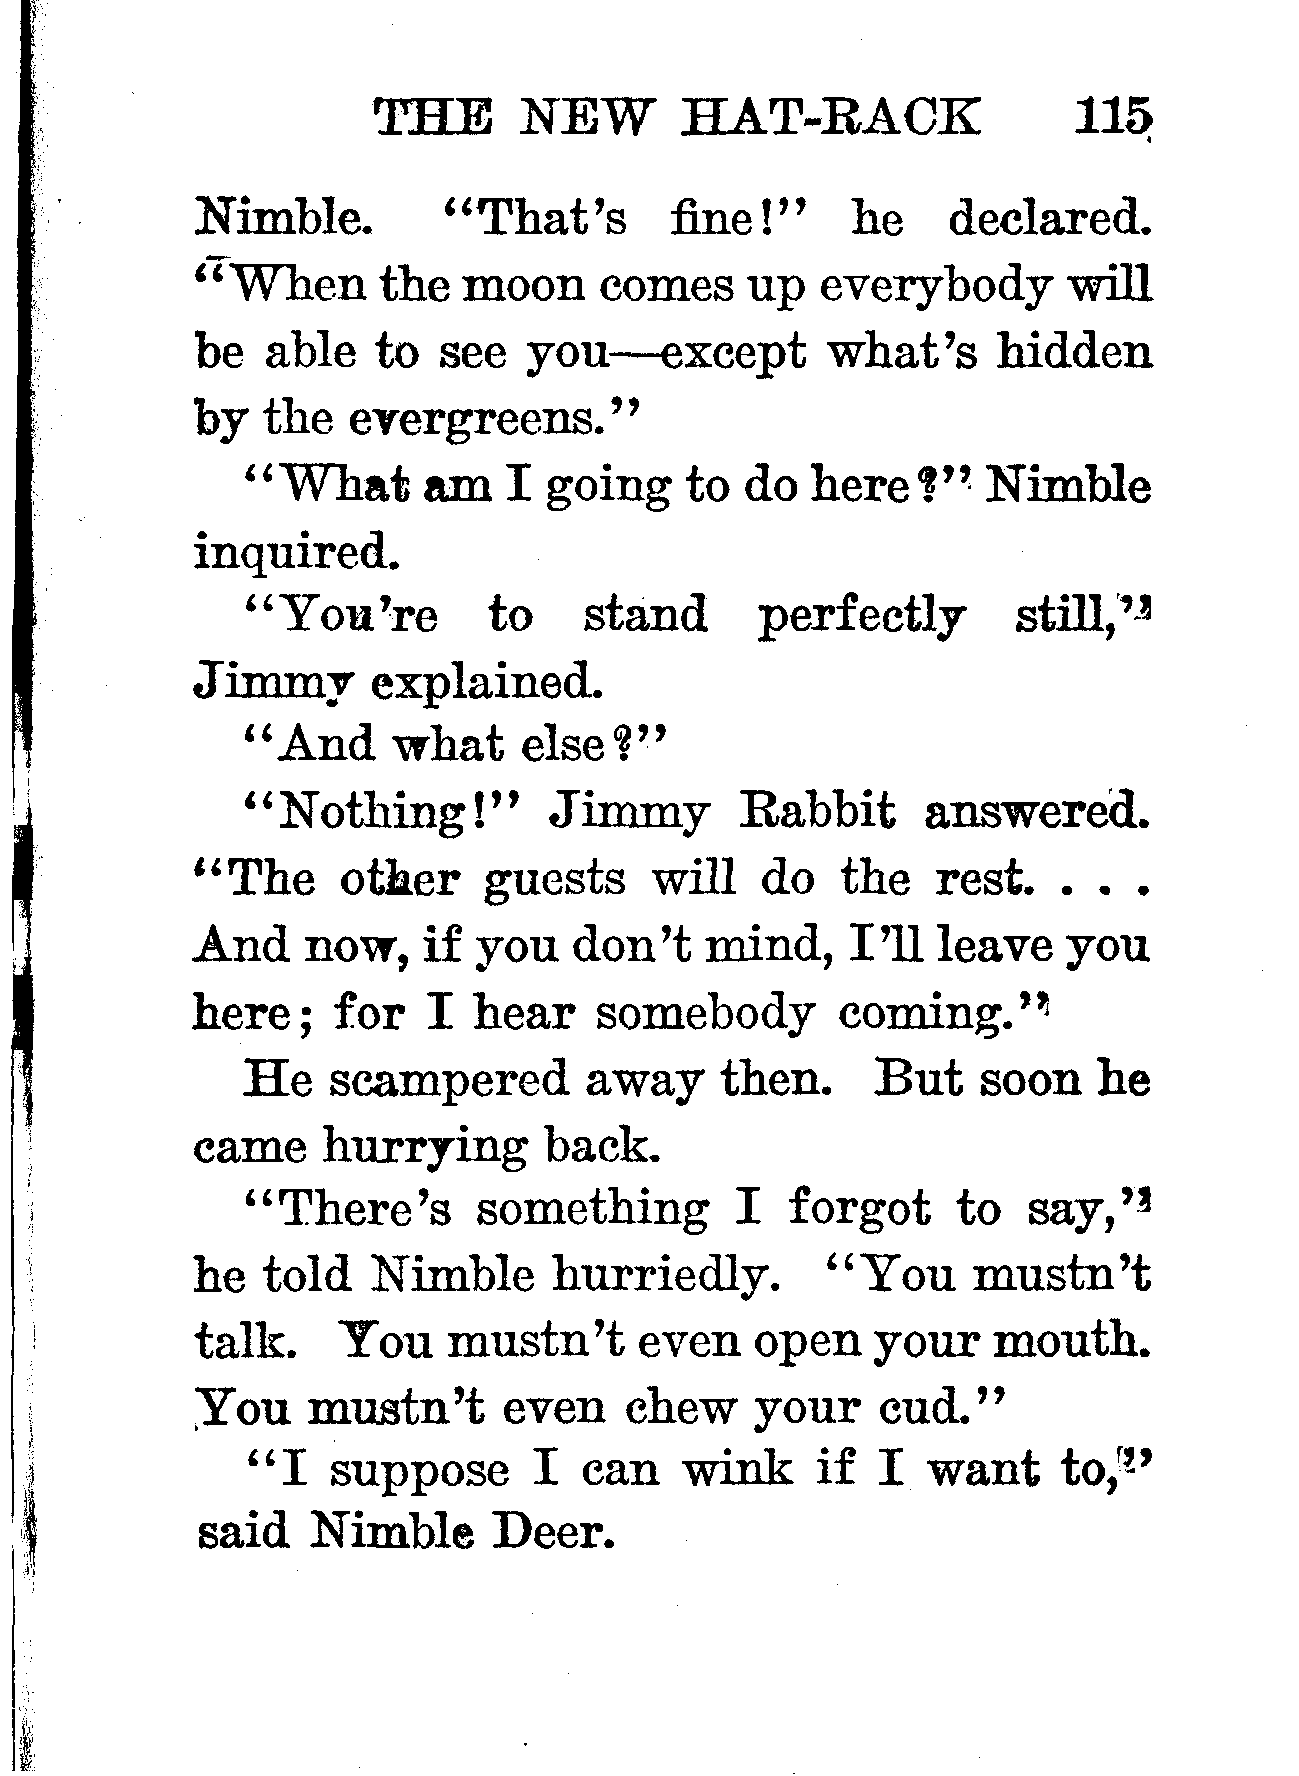 THE NEW HAT-RACK 115
Nimble. "That's fine!" he declared.
"When the moon comes up everybody will
be able to see you—except what's hidden
by the evergreens."
"What am I going to do here?" Nimble
inquired.
"You're to stand perfectly still,"
Jimmy explained.
"And what else?"
"Nothing!" Jimmy Rabbit answered.
"The other guests will do the rest. . . .
And now, if you don't mind, I'll leave you
here; for I hear somebody coming."
He scampered away then. But soon he
came hurrying back.
"There's something I forgot to say,"
he told Nimble hurriedly. "You mustn't
talk. You mustn't even open your mouth.
You mustn't even chew your cud."
"I suppose I can wink if I want to,"
said Nimble Deer.